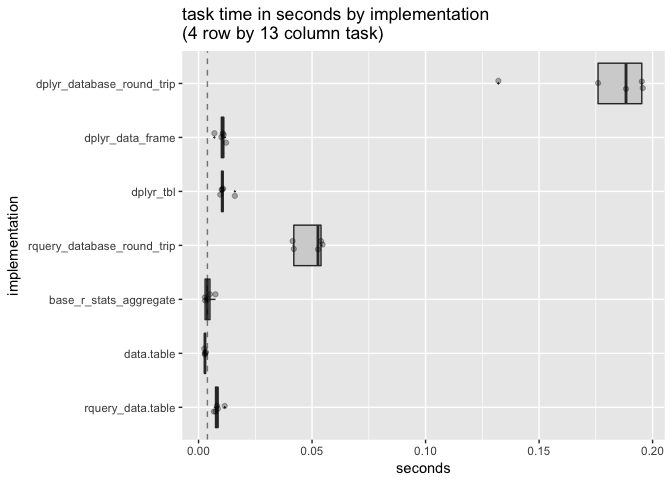 task time in seconds by implementation
(4 row by 13 column task)
implementation
dplyr_database_round_trip
dplyr_data_frame
dplyr_tbl
rquery_database_round_trip
base_r_stats_aggregate
data.table
rquery_data.table
0.00 0.05 0.10 0.15 0.20
seconds